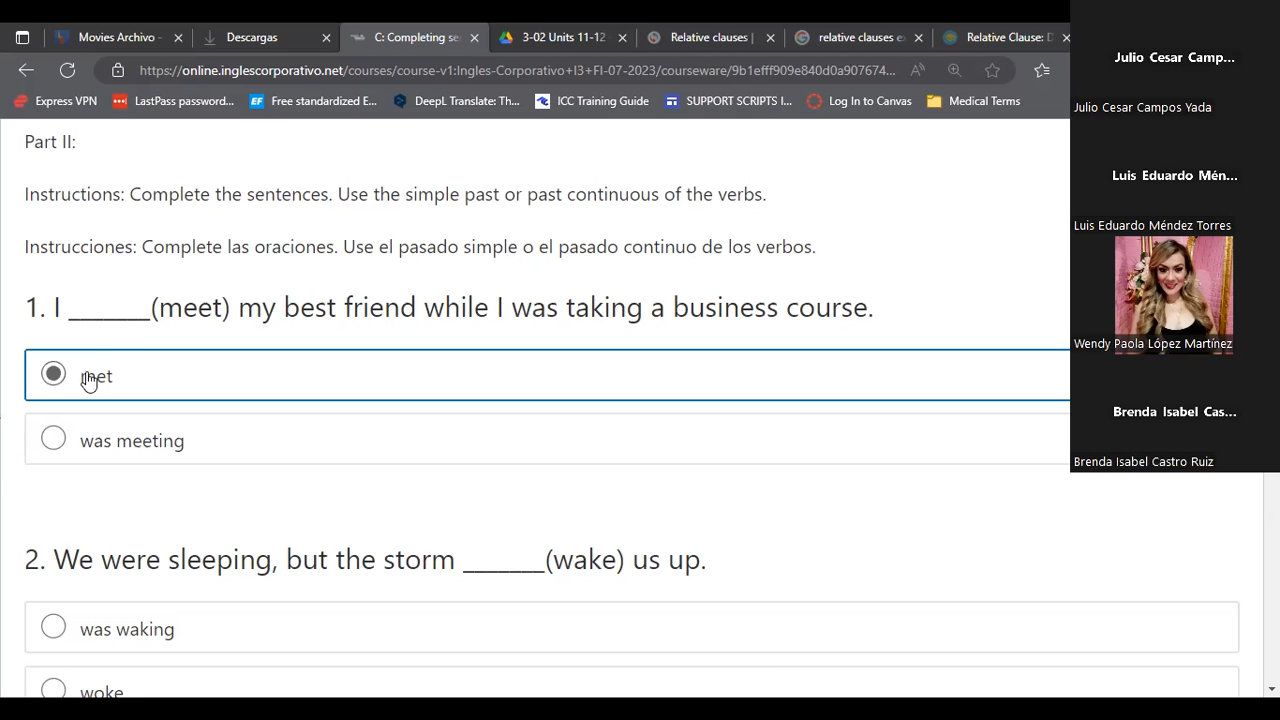 Movies Archivo -
Descargas
C: Completing se
3-02 Units 11-12
Relative clauses |
relative clauses e
Relative Clause: D
https://online.inglescorporativo.net/courses/course-v1:Ingles-Corporativo+I3+FI-07-2023/courseware/9b1efff909e840d0a907674...
Express VPN
LastPass password...
EF Free standardized E...
DeepL Translate: Th...
ICC Training Guide
SUPPORT SCRIPTS I...
Log In to Canvas
Medical Terms
Part II:
Instructions: Complete the sentences. Use the simple past or past continuous of the verbs.
Instrucciones: Complete las oraciones. Use el pasado simple o el pasado continuo de los verbos.
1. I _______(meet) my best friend while I was taking a business course.
met
was meeting
2. We were sleeping, but the storm _______(wake) us up.
was waking
woke
Julio Cesar Camp...
Julio Cesar Campos Yada
Luis Eduardo Mén...
Luis Eduardo Méndez Torres
Wendy Paola López Martínez
Brenda Isabel Cas...
Brenda Isabel Castro Ruiz